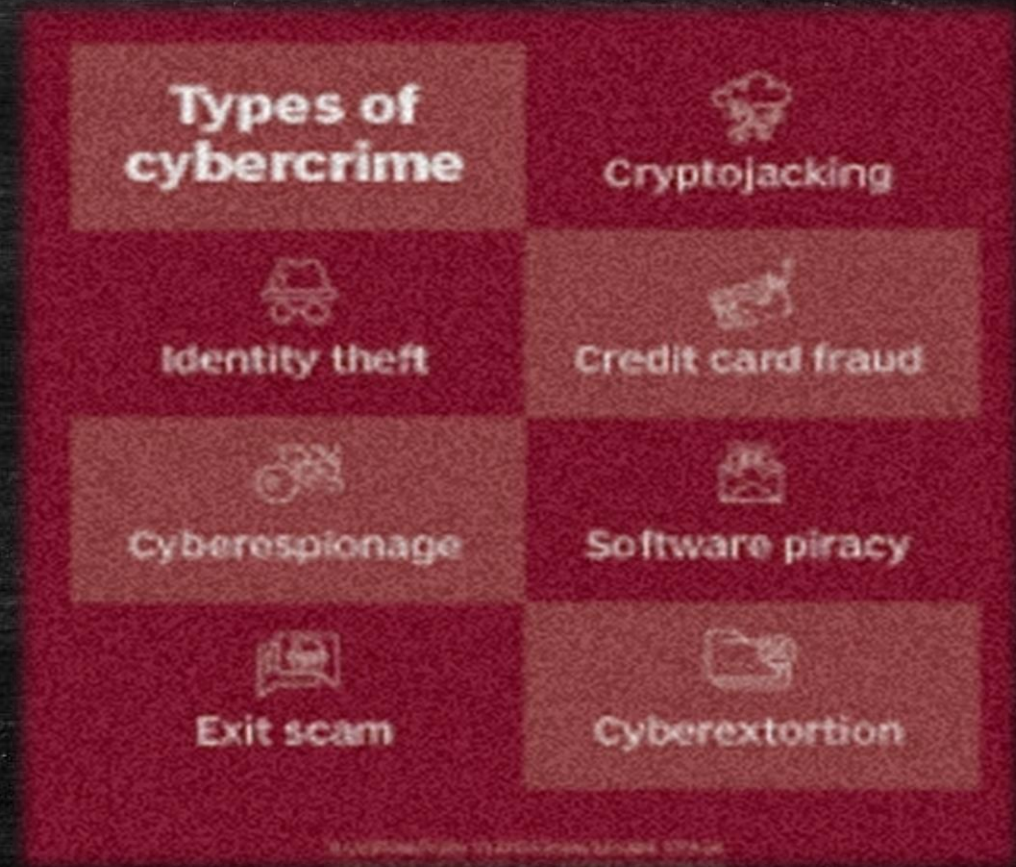 Types of
cybercrime
Cryptojacking
Identity theft
Credit card fraud
Cyberespionage
Software piracy
Exit scam
Cyberextortion